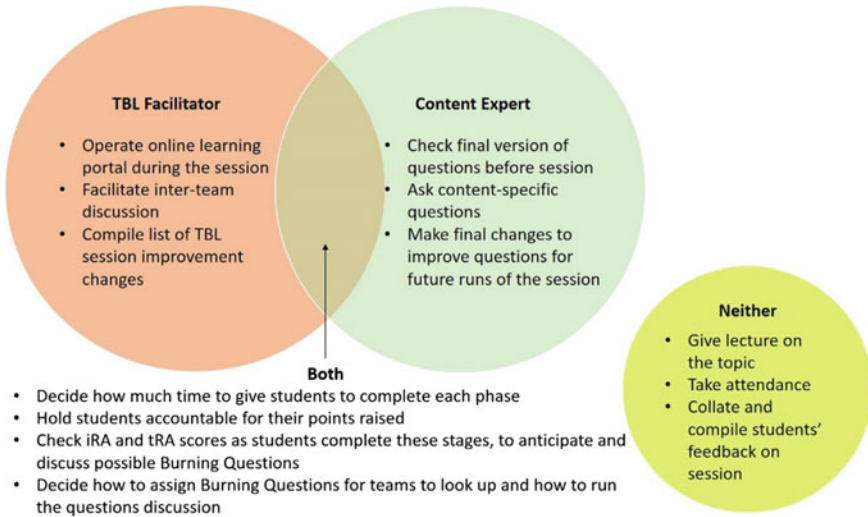 TBL Facilitator
• Operate online learning
portal during the session
• Facilitate inter-team
discussion
• Compile list of TBL
session improvement
changes
Content Expert
• Check final version of
questions before session
• Ask content-specific
questions
• Make final changes to
improve questions for
future runs of the session
Neither
• Give lecture on
the topic
• Take attendance
• Collate and
compile students’
feedback on
session
Both
• Decide how much time to give students to complete each phase
• Hold students accountable for their points raised
• Check iRA and tRA scores as students complete these stages, to anticipate and
discuss possible Burning Questions
• Decide how to assign Burning Questions for teams to look up and how to run
the questions discussion